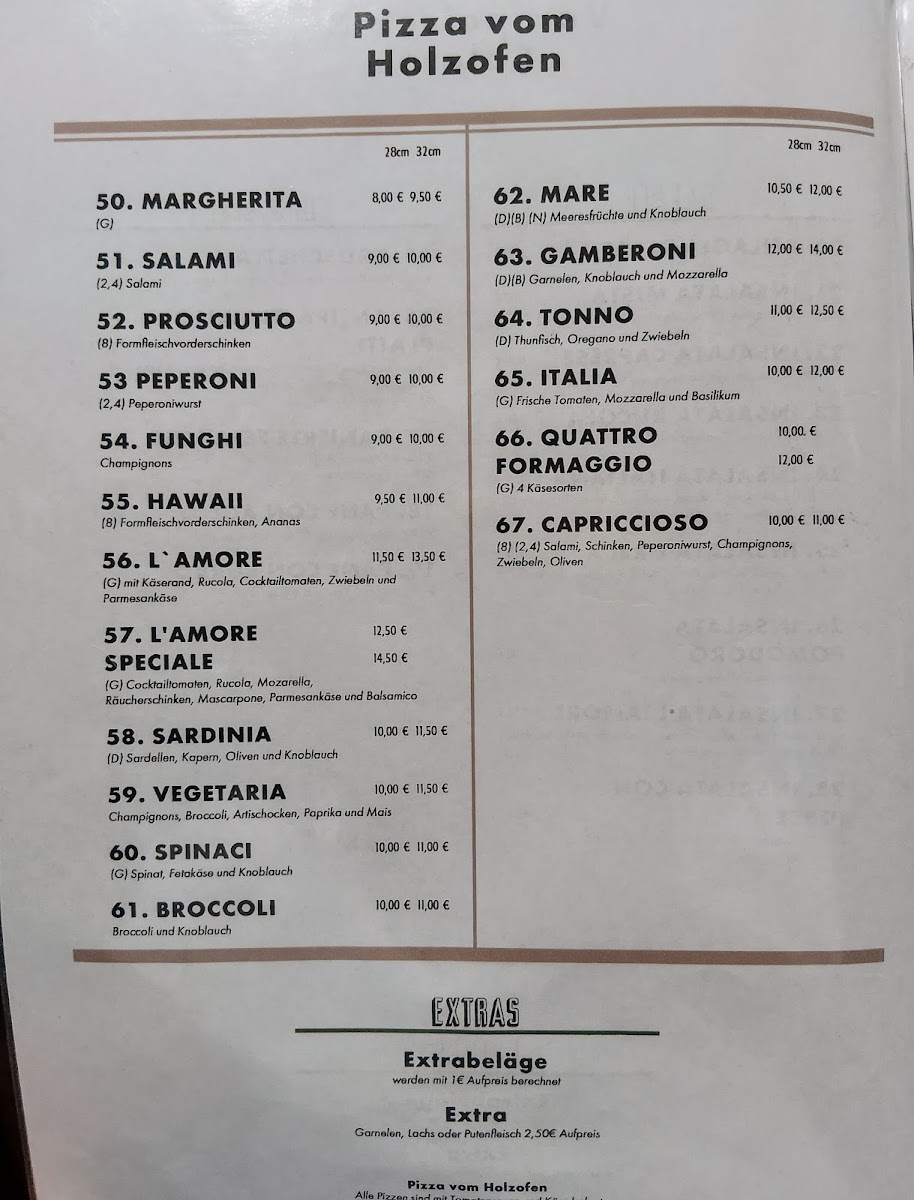 Pizza vom
Holzofen
28cm 32cm
50. MARGHERITA 8,00 € 9,50 €
(G)
51. SALAMI 9,00 € 10,00 €
(2,4) Salami
52. PROSCIUTTO 9,00 € 10,00 €
(8) Formfleischvorderschinken
53 PEPERONI 9,00 € 10,00 €
(2,4) Peperoniwurst
54. FUNGHI 9,00 € 10,00 €
Champignons
55. HAWAII 9,50 € 11,00 €
(8) Formfleischvorderschinken, Ananas
56. L`AMORE 11,50 € 13,50 €
(G) mit Käserand, Rucola, Cocktailtomaten, Zwiebeln und
Parmesankäse
57. L'AMORE 12,50 €
SPECIALE 14,50 €
(G) Cocktailtomaten, Rucola, Mozarella,
Räucherschinken, Mascarpone, Parmesankäse und Balsamico
58. SARDINIA 10,00 € 11,50 €
(D) Sardellen, Kapern, Oliven und Knoblauch
59. VEGETARIA 10,00 € 11,50 €
Champignons, Broccoli, Artischocken, Paprika und Mais
60. SPINACI 10,00 € 11,00 €
(G) Spinat, Fetakäse und Knoblauch
61. BROCCOLI 10,00 € 11,00 €
Broccoli und Knoblauch
28cm 32cm
62. MARE 10,50 € 12,00 €
(D)(B) (N) Meeresfrüchte und Knoblauch
63. GAMBERONI 12,00 € 14,00 €
(D)(B) Garnelen, Knoblauch und Mozzarella
64. TONNO 11,00 € 12,50 €
(D) Thunfisch, Oregano und Zwiebeln
65. ITALIA 10,00 € 12,00 €
(G) Frische Tomaten, Mozzarella und Basilikum
66. QUATTRO 10,00. €
FORMAGGIO 12,00 €
(G) 4 Käsesorten
67. CAPRICCIOSO 10,00 € 11,00 €
(8) (2,4) Salami, Schinken, Peperoniwurst, Champignons,
Zwiebeln, Oliven
EXTRAS
Extrabeläge
werden mit 1€ Aufpreis berechnet
Extra
Garnelen, Lachs oder Putenfleisch 2,50€ Aufpreis
Pizza vom Holzofen
Alle Pizzen sind mit